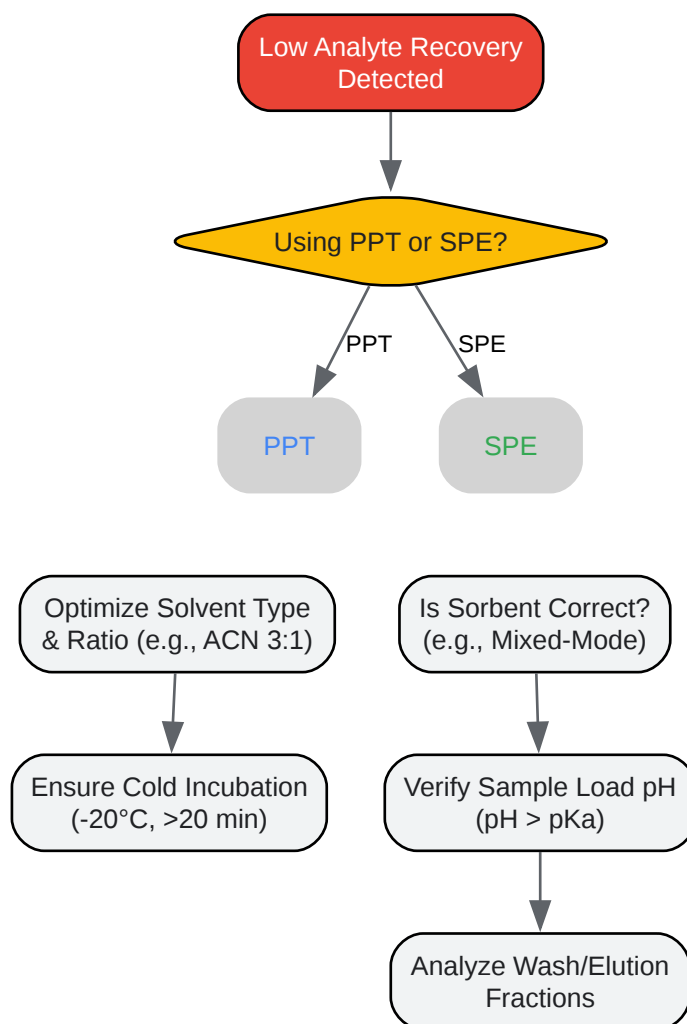 Low Analyte Recovery
Detected
Using PPT or SPE?
PPT
SPE
PPT
SPE
Optimize Solvent Type
& Ratio (e.g., ACN 3:1)
Is Sorbent Correct?
(e.g., Mixed-Mode)
Ensure Cold Incubation
(-20°C, >20 min)
Verify Sample Load pH
(pH > pKa)
Analyze Wash/Elution
Fractions